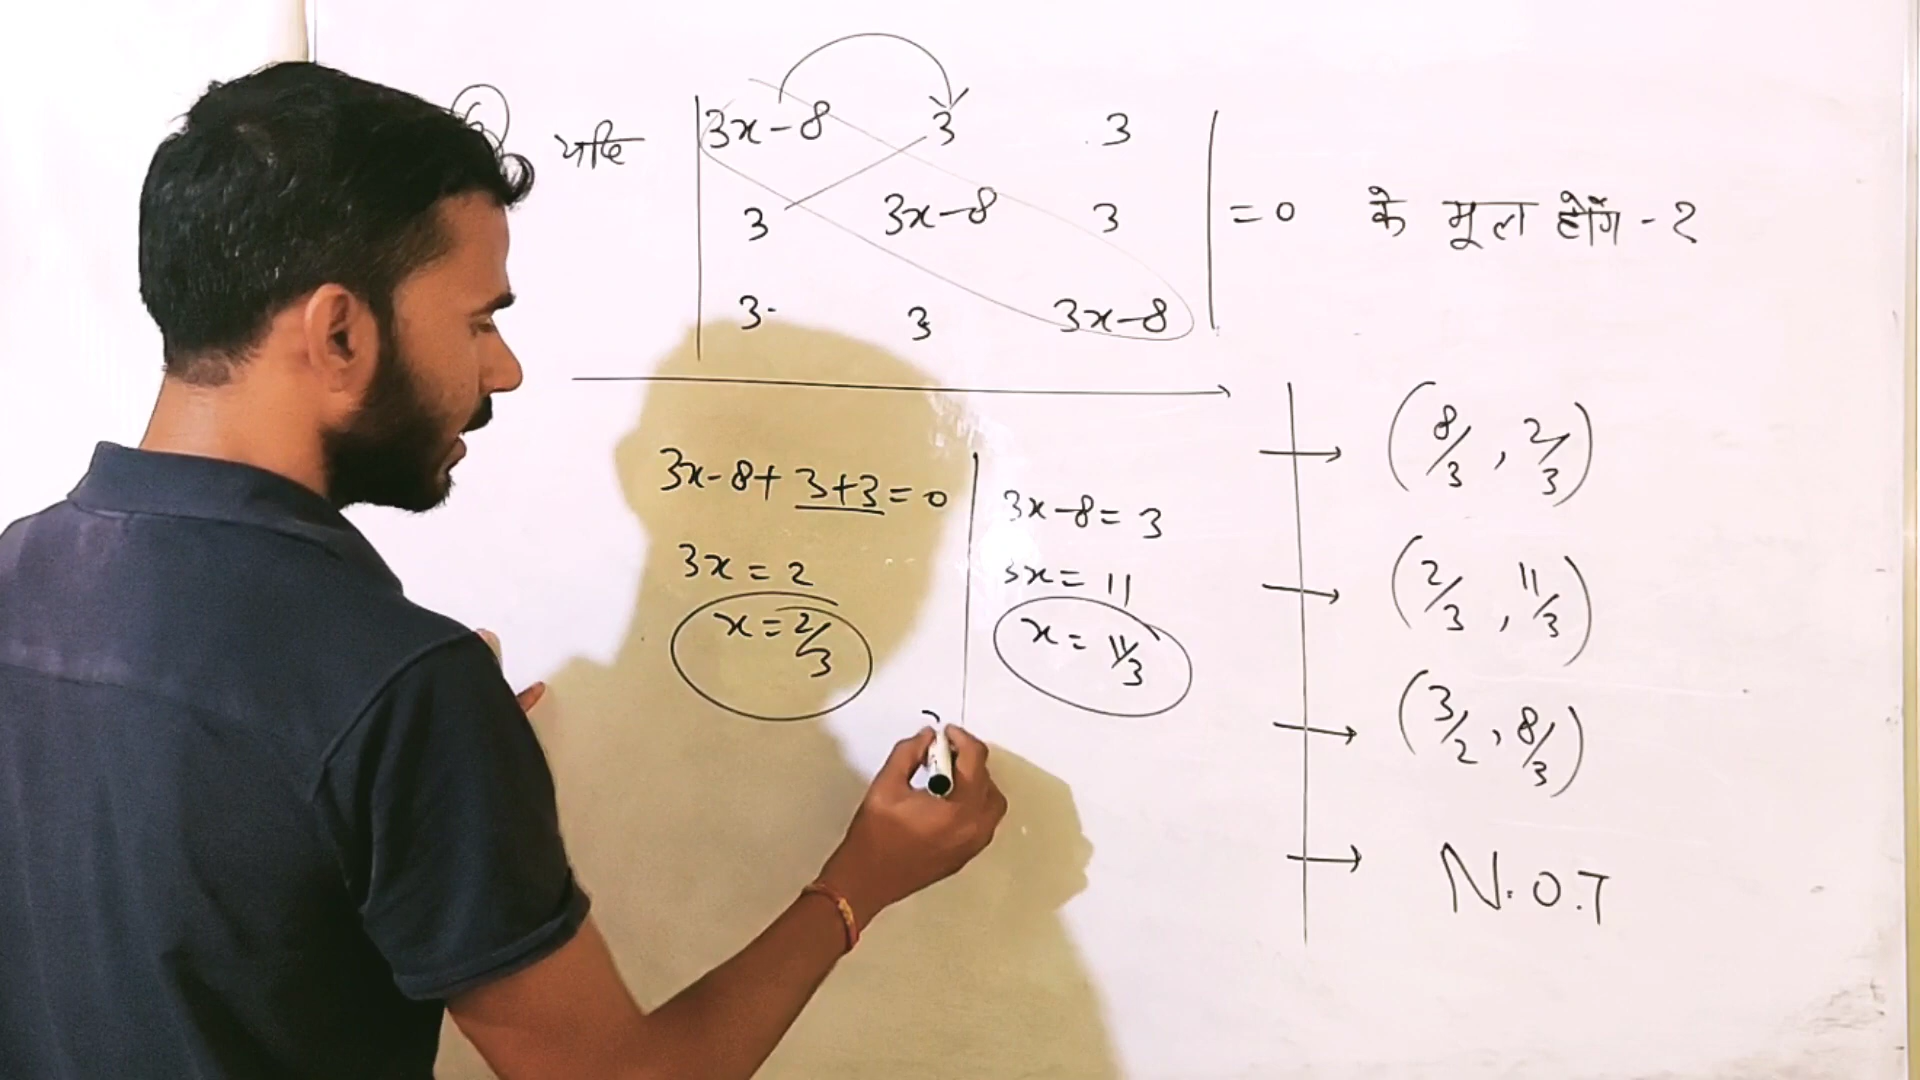 यदि | 3x-8 3 3 |
3 3x-8 3 = 0 के मूल होंगे - ?
3 3 3x-8
3x-8+3+3=0
3x=2
x=2/3
3x-8=3
3x=11
x=11/3
(8/3, 2/3)
(2/3, 11/3)
(3/2, 8/3)
N.O.T